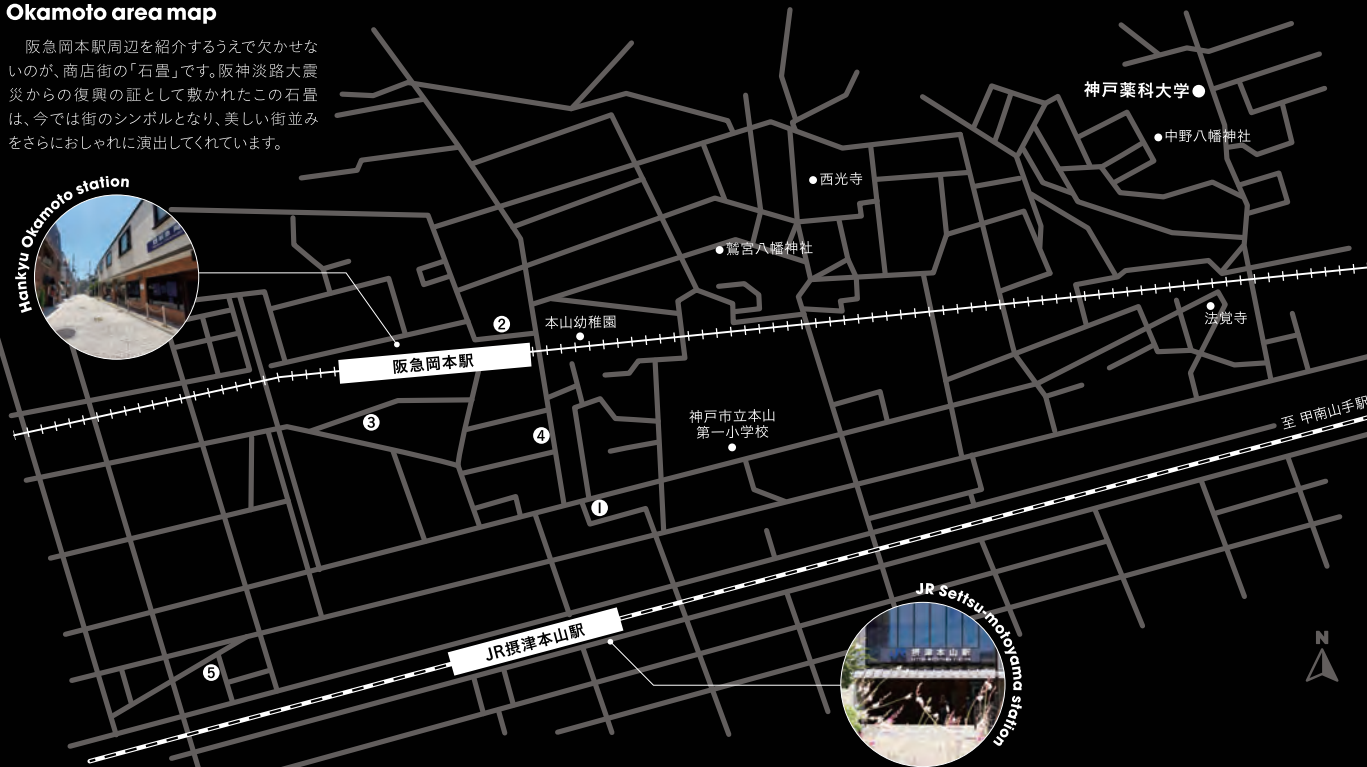 Okamoto area map
阪急岡本駅周辺を紹介するうえで欠かせな
いのが、商店街の「石畳」です。阪神淡路大震
災からの復興の証として敷かれたこの石畳
は、今では街のシンボルとなり、美しい街並み
をさらにおしゃれに演出してくれています。
神戸薬科大学
中野八幡神社
西光寺
Hankyu Okamoto station
鷲宮八幡神社
法覚寺
2
本山幼稚園
阪急岡本駅
3
4
神戸市立本山
第一小学校
至 甲南山手駅
1
JR摂津本山駅
5
JR Settsu-motoyama station
摂津本山駅
N